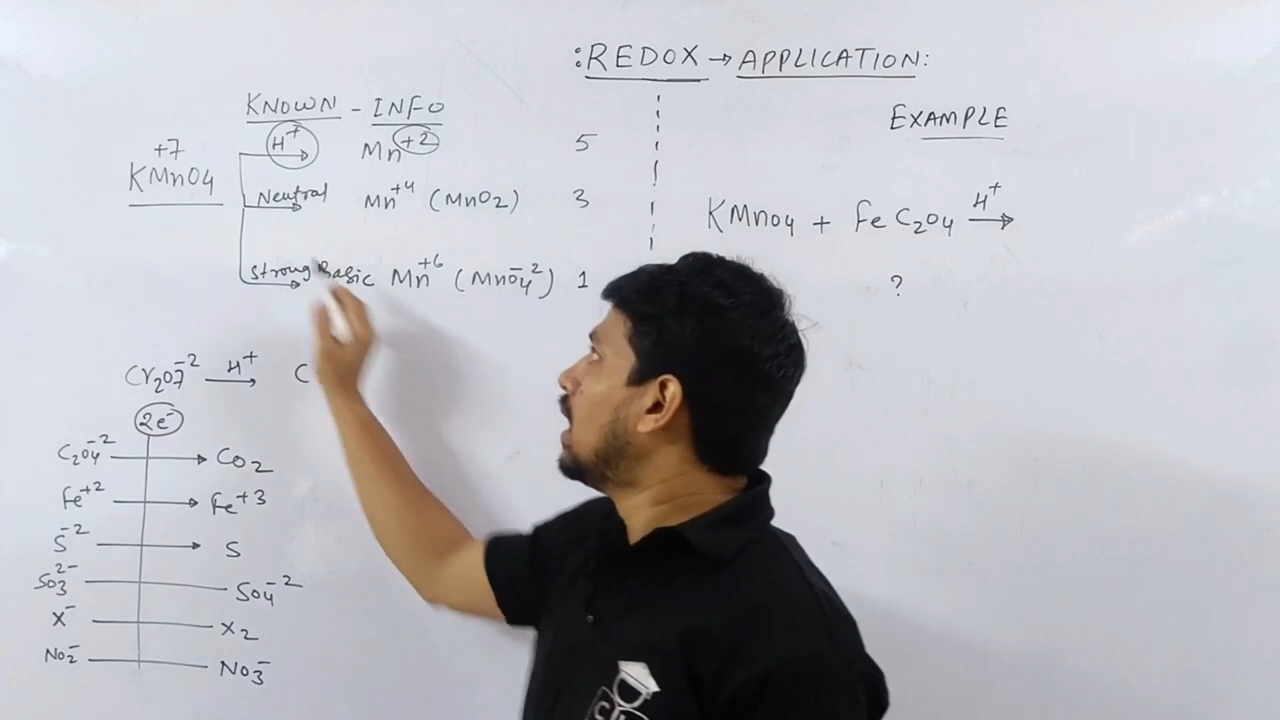 :REDOX → APPLICATION:
KNOWN - INFO
+7
KMnO4
H+ Mn+2 5
Neutral Mn+4 (MnO2) 3
Strong Basic Mn+6 (MnO4-2) 1
Cr2O7-2 H+ C
2e-
C2O4-2 → CO2
Fe+2 → Fe+3
S-2 → S
SO3 2- SO4-2
X- X2
NO2- NO3-
EXAMPLE
KMnO4 + FeC2O4 H+ →
?